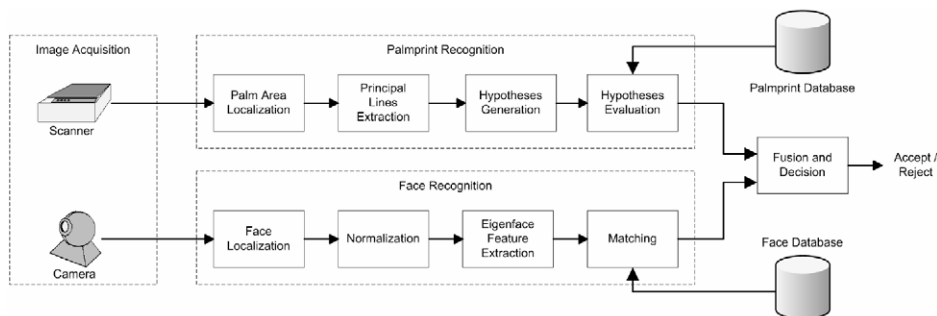 Image Acquisition
Scanner
Camera
Palmprint Recognition
Palm Area
Localization
Principal
Lines
Extraction
Hypotheses
Generation
Hypotheses
Evaluation
Palmprint Database
Face Recognition
Face
Localization
Normalization
Eigenface
Feature
Extraction
Matching
Face Database
Fusion and
Decision
Accept /
Reject